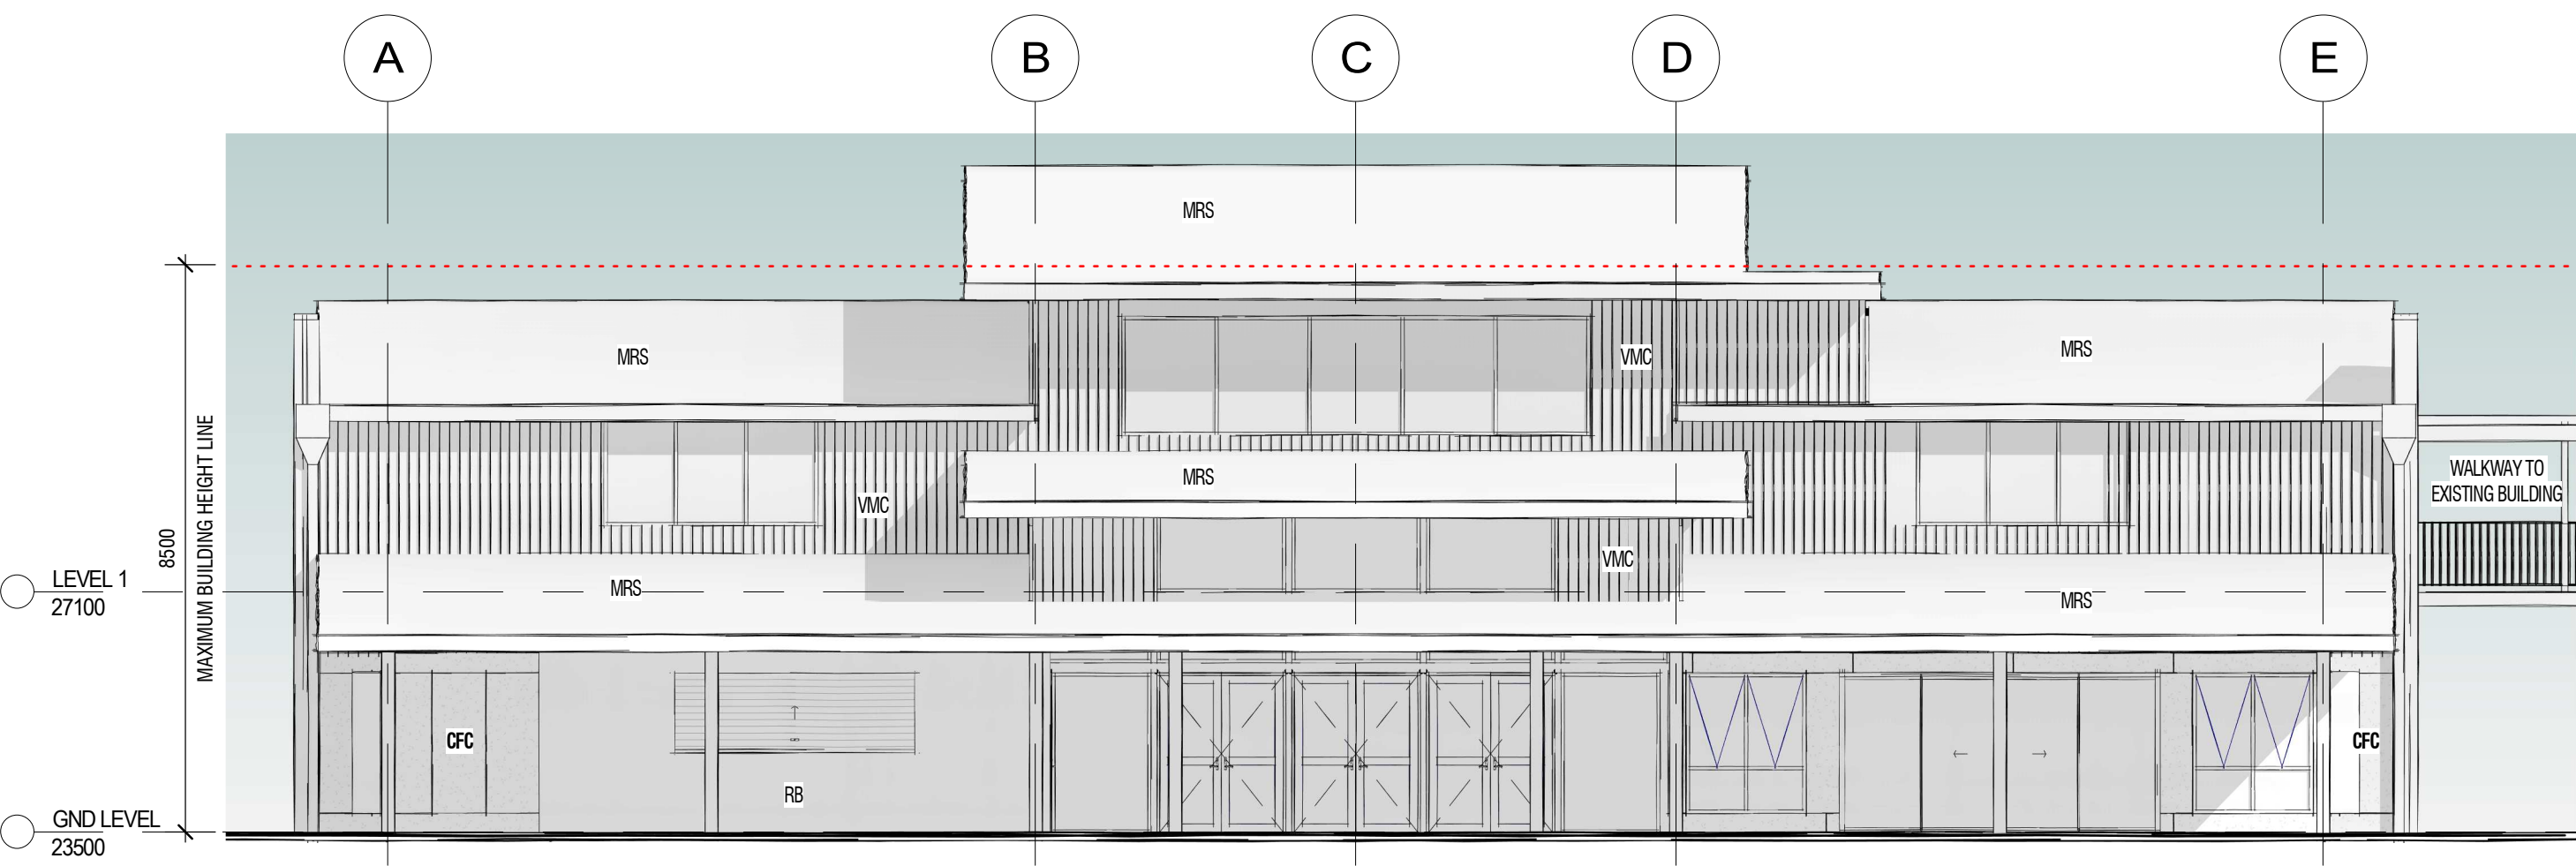 A
B
C
D
E
MRS
MRS
VMC
MRS
MRS
VMC
VMC
MRS
MRS
WALKWAY TO
EXISTING BUILDING
8500
MAXIMUM BUILDING HEIGHT LINE
LEVEL 1
27100
CFC
RB
CFC
GND LEVEL
23500